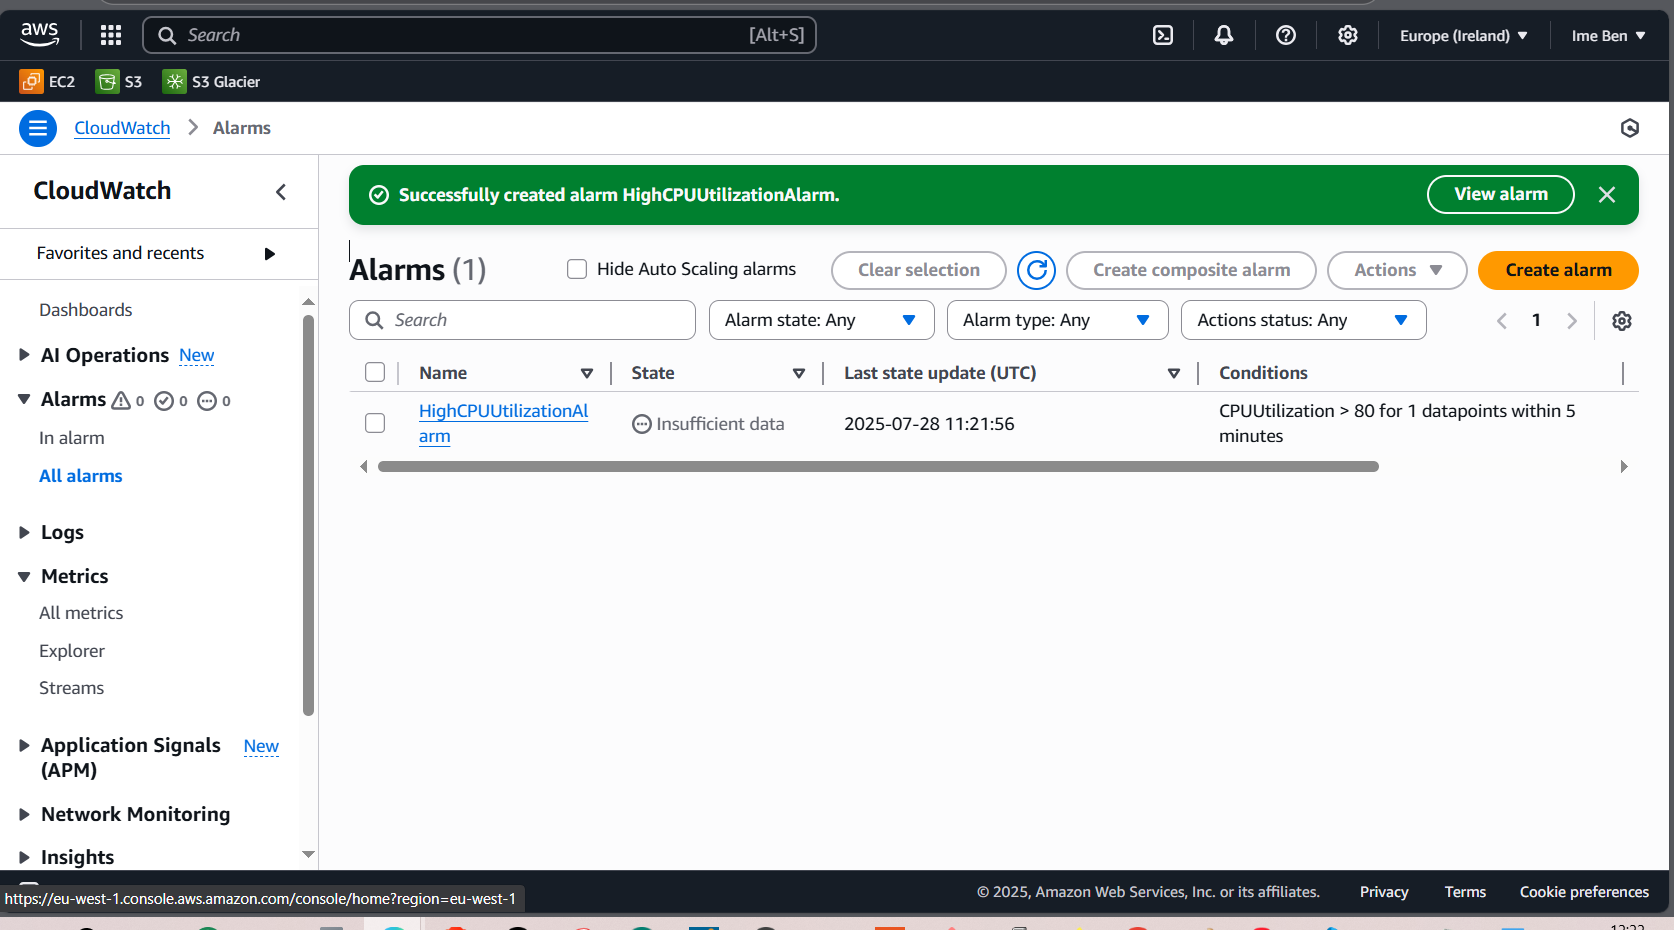 aws
Search
[Alt+S]
Europe (Ireland)
Ime Ben
EC2
S3
S3 Glacier
CloudWatch
Alarms
CloudWatch
Favorites and recents
Dashboards
AI Operations New
Alarms 0 0 0
In alarm
All alarms
Logs
Metrics
All metrics
Explorer
Streams
Application Signals New
(APM)
Network Monitoring
Insights
Successfully created alarm HighCPUUtilizationAlarm.
View alarm
Alarms (1)
Hide Auto Scaling alarms
Clear selection
Create composite alarm
Actions
Create alarm
Search
Alarm state: Any
Alarm type: Any
Actions status: Any
1
Name
State
Last state update (UTC)
Conditions
HighCPUUtilizationAl
arm
Insufficient data
2025-07-28 11:21:56
CPUUtilization > 80 for 1 datapoints within 5
minutes
https://eu-west-1.console.aws.amazon.com/console/home?region=eu-west-1
© 2025, Amazon Web Services, Inc. or its affiliates.
Privacy
Terms
Cookie preferences